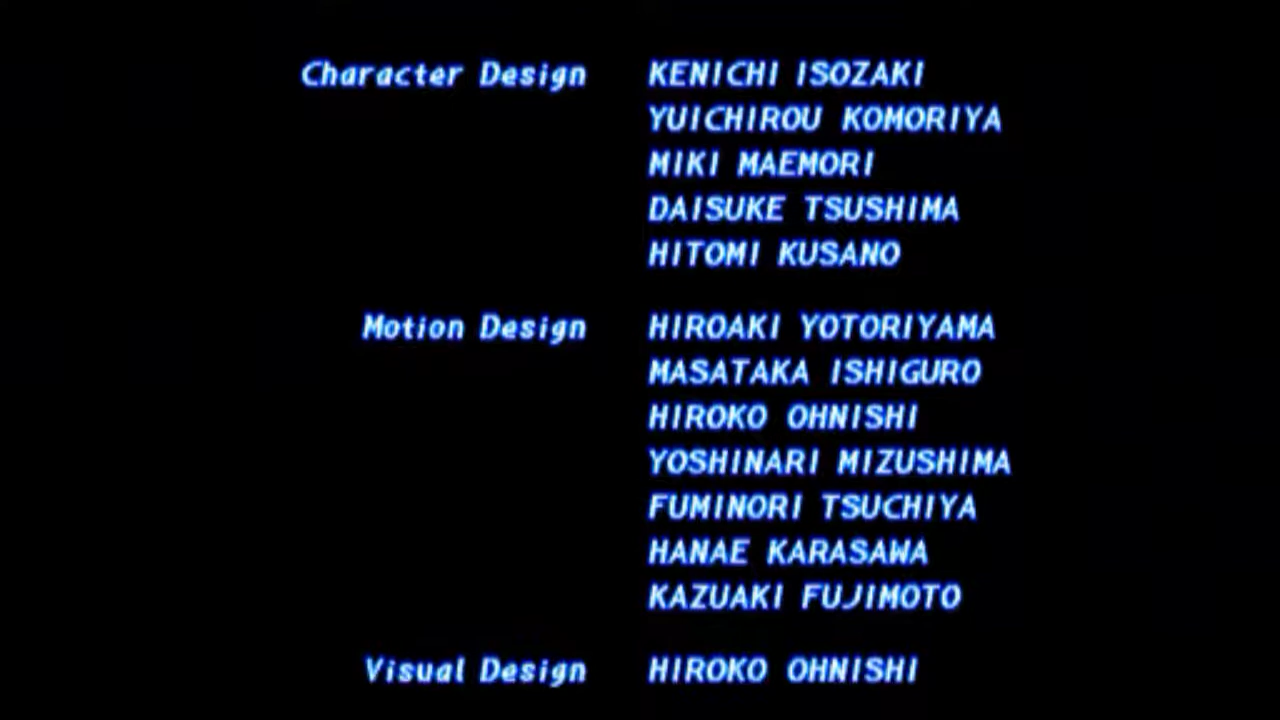 Character Design KENICHI ISOZAKI
YUICHIROU KOMORIYA
MIKI MAEMORI
DAISUKE TSUSHIMA
HITOMI KUSANO
Motion Design HIROAKI YOTORIYAMA
MASATAKA ISHIGURO
HIROKO OHNISHI
YOSHINARI MIZUSHIMA
FUMINORI TSUCHIYA
HANAE KARASAWA
KAZUAKI FUJIMOTO
Visual Design HIROKO OHNISHI